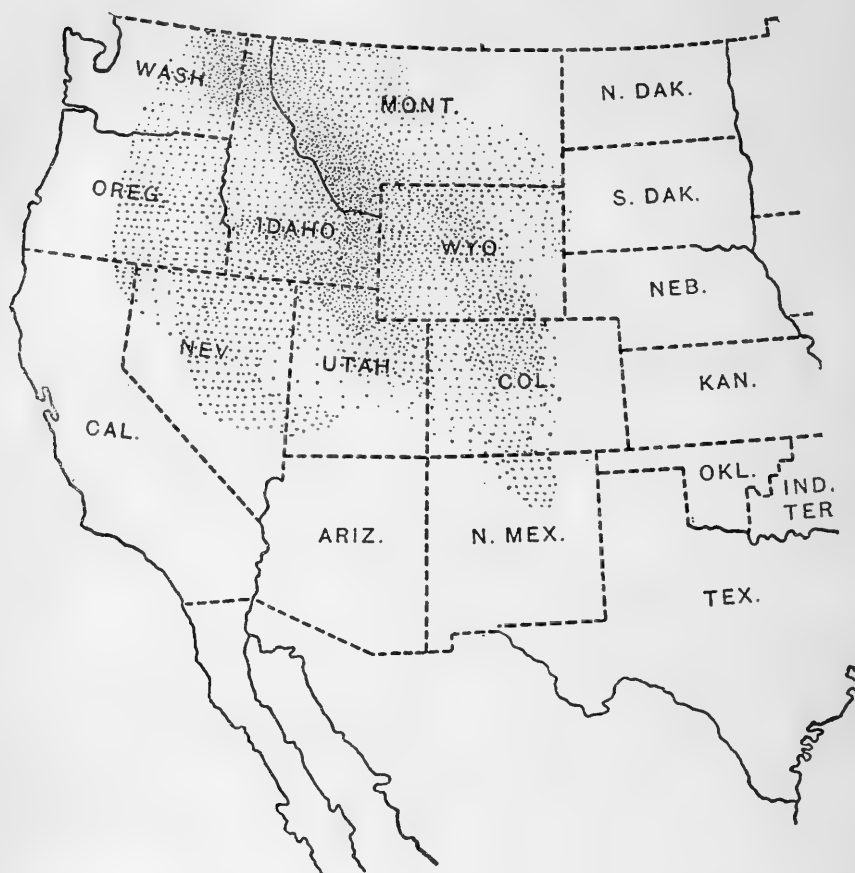 WASH
MONT.
N. DAK.
OREG.
S. DAK.
IDAHO
WYO
NEB.
NEV.
UTAH.
COL.
KAN.
CAL.
OKL.
IND.
TER
ARIZ.
N. MEX.
TEX.